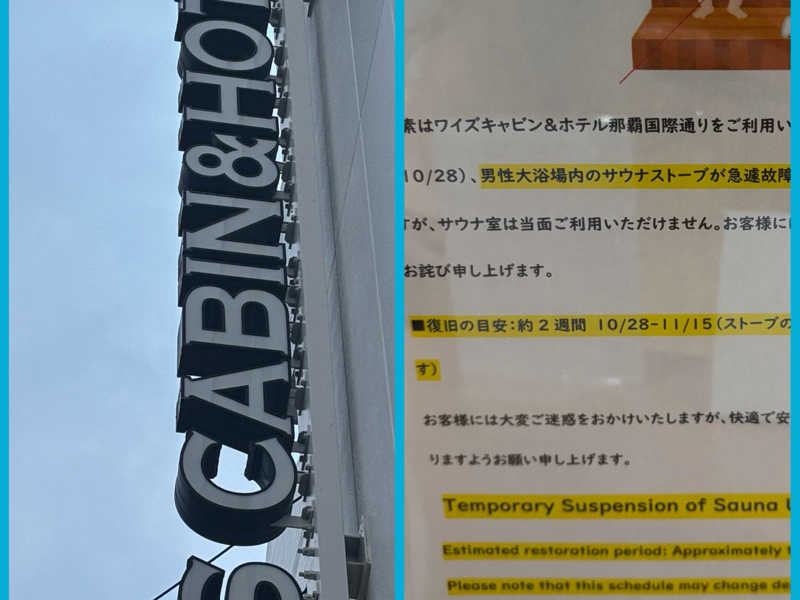 S CABIN&HOT
素はワイズキャビン&ホテル那覇国際通りをご利用い
10/28)、男性大浴場内のサウナストーブが急遽故障
すが、サウナ室は当面ご利用いただけません。お客様に
お詫び申し上げます。
■復旧の目安:約2週間 10/28-11/15(ストーブの
す)
お客様には大変ご迷惑をおかけいたしますが、快適で安
りますようお願い申し上げます。
Temporary Suspension of Sauna U
Estimated restoration period: Approximately
Please note that this schedule may change de